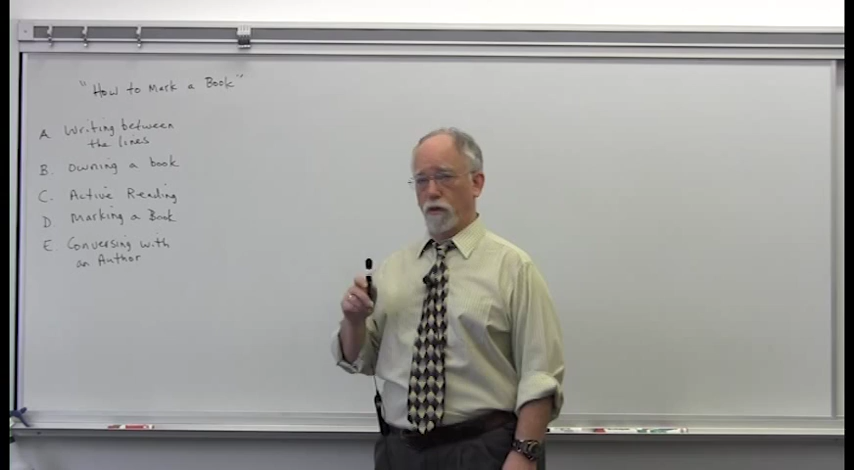 "How to Mark a Book"
A. Writing between
the lines
B. Owning a book
C. Active Reading
D. Marking a Book
E. Conversing with
an Author